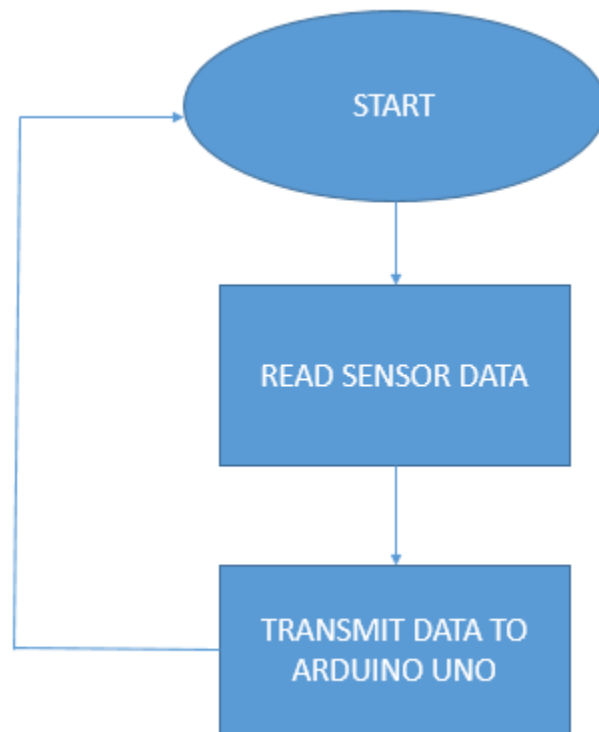 START
READ SENSOR DATA
TRANSMIT DATA TO
ARDUINO UNO